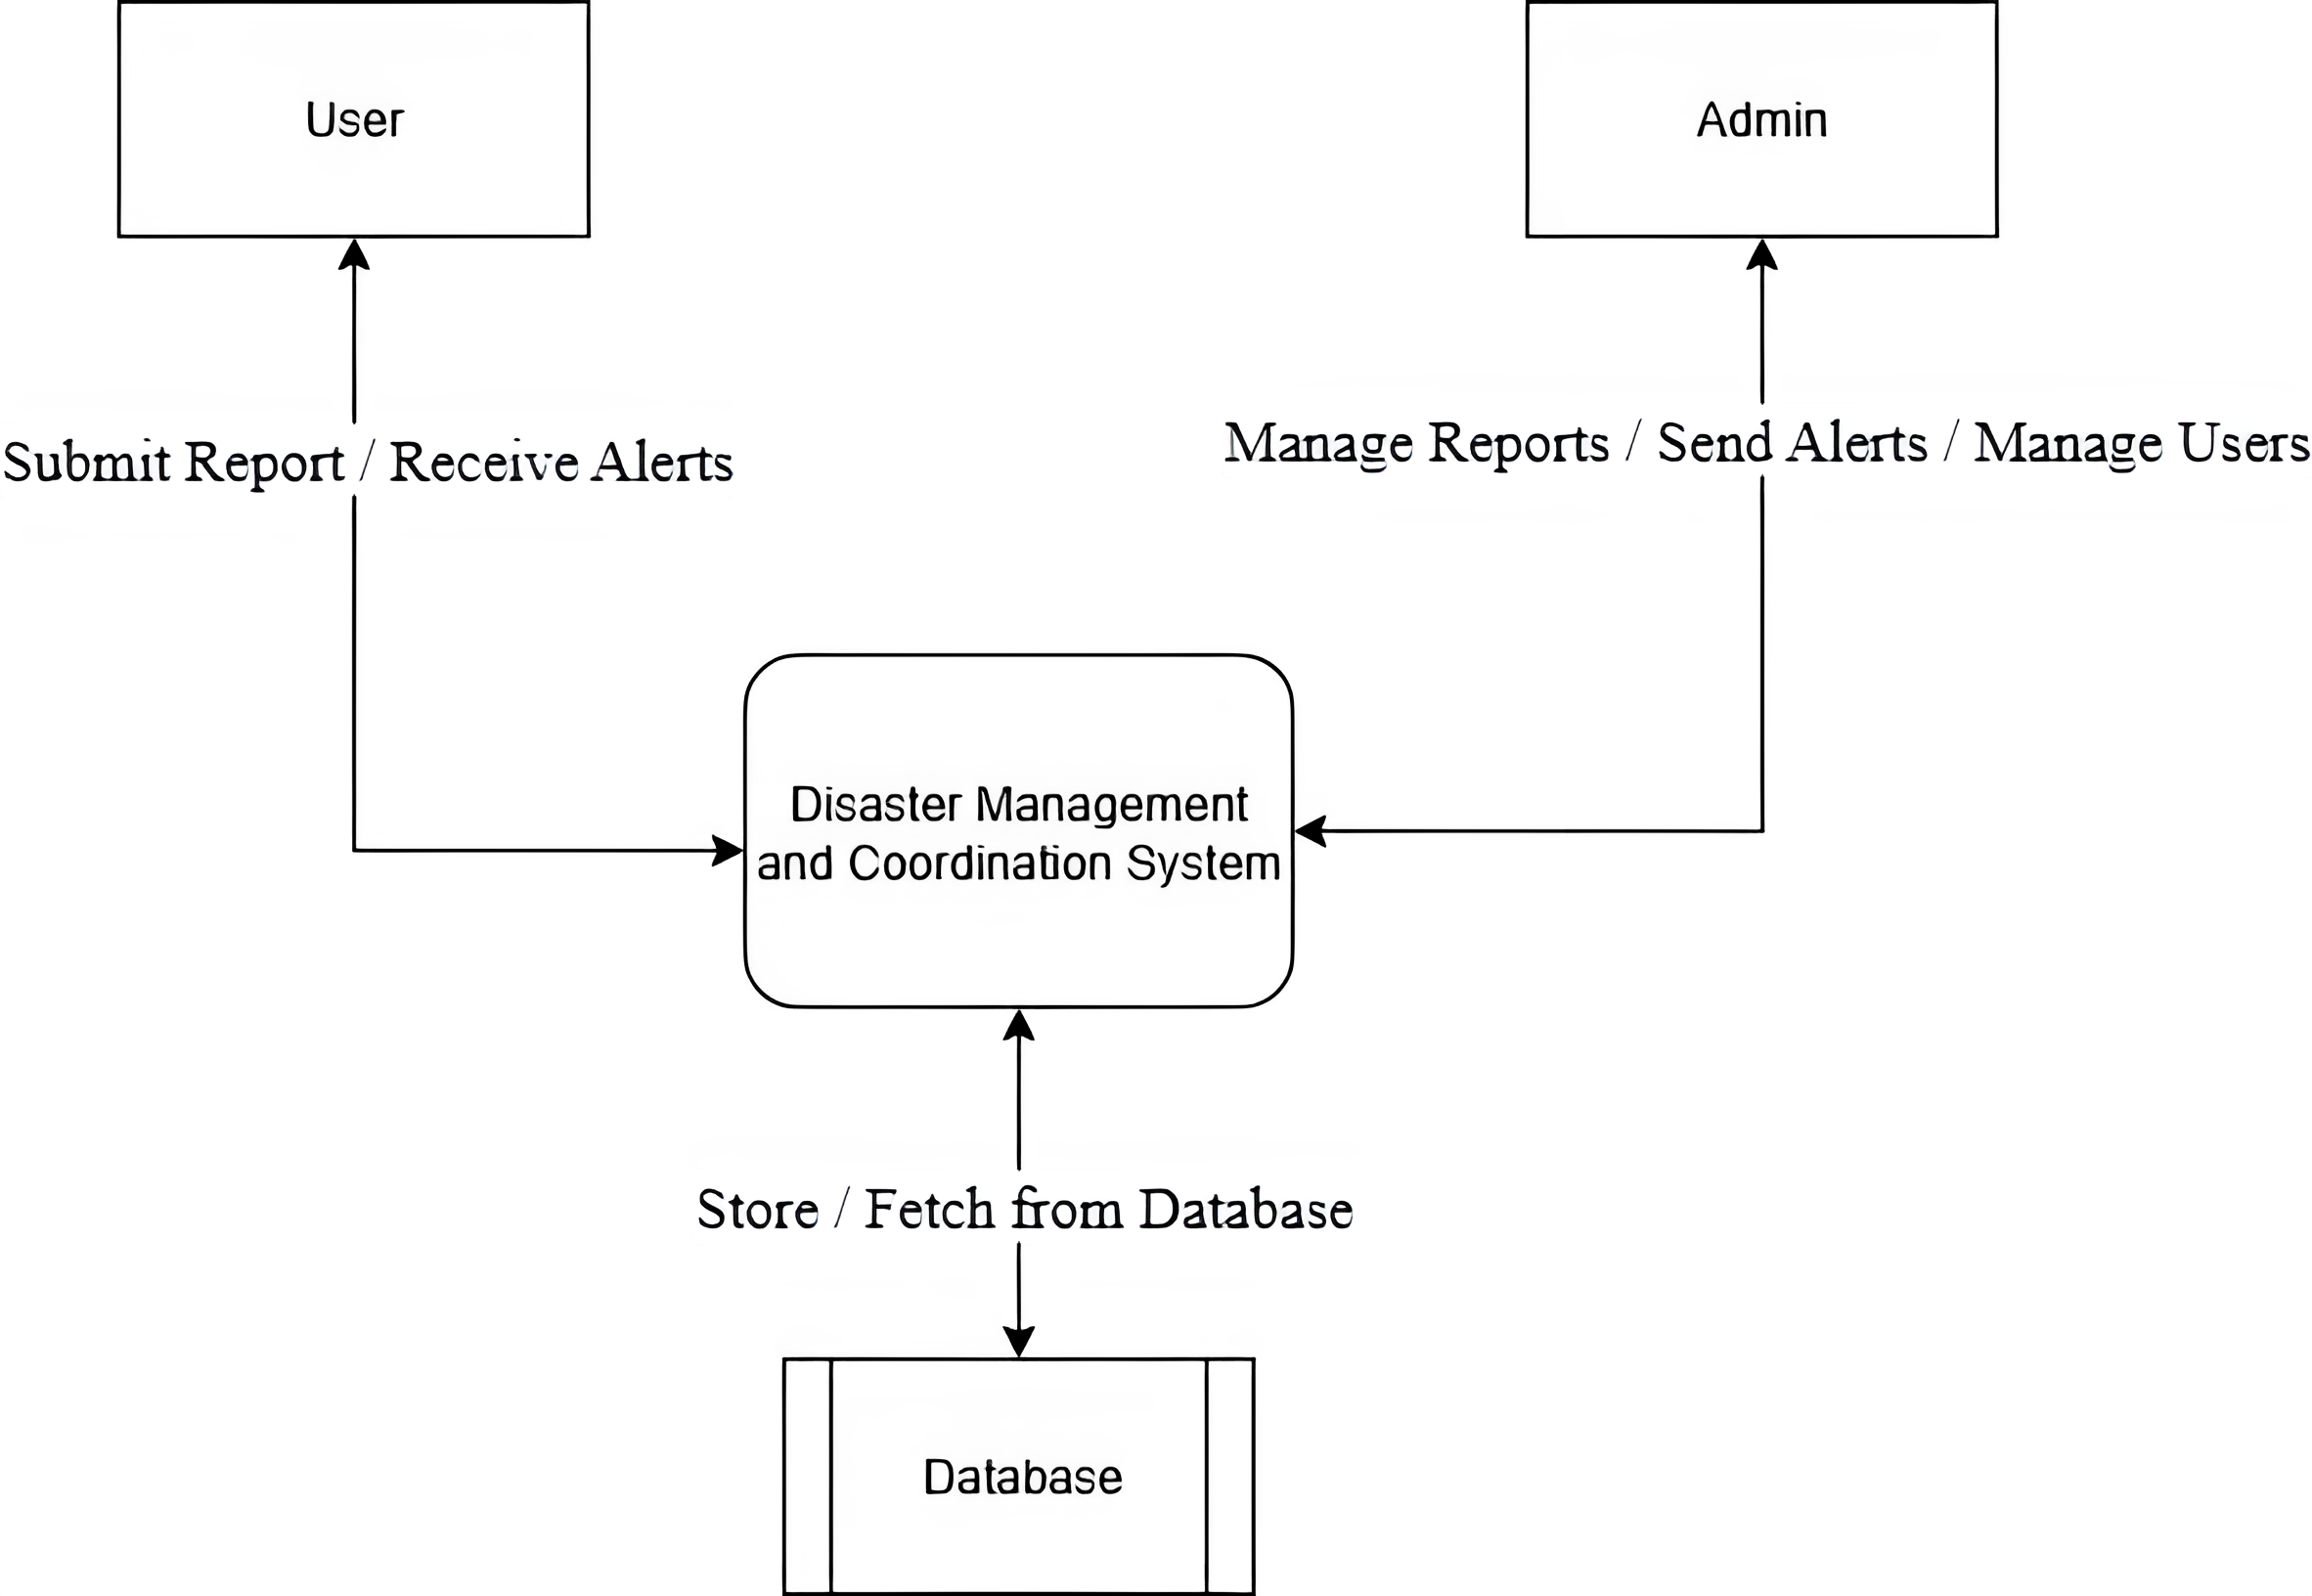 User
Admin
Submit Report / Receive Alerts
Manage Reports / Send Alerts / Manage Users
Disaster Management
and Coordination System
Store / Fetch from Database
Database